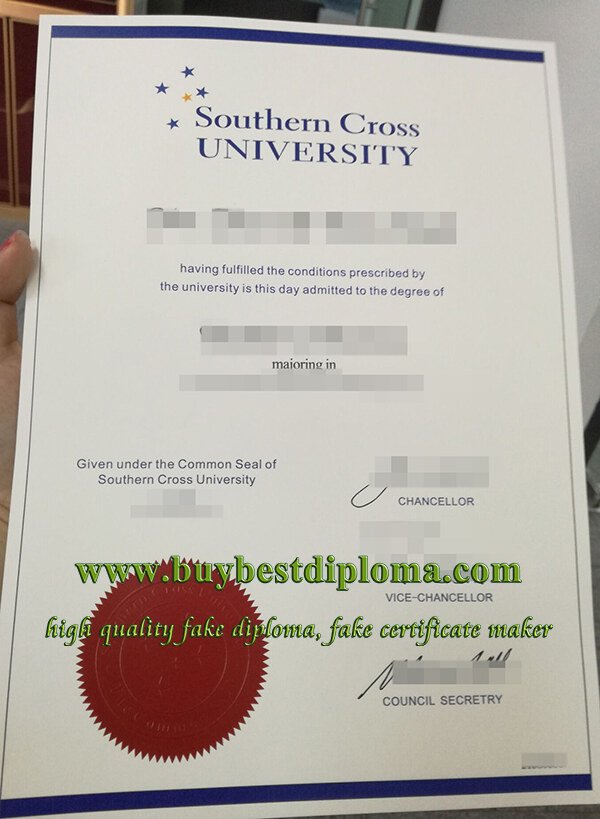 Southern Cross
UNIVERSITY
having fulfilled the conditions prescribed by
the university is this day admitted to the degree of
majoring in
Given under the Common Seal of
Southern Cross University
CHANCELLOR
www.buybestdiploma.com
VICE-CHANCELLOR
high quality fake diploma, fake certificate maker
COUNCIL SECRETRY